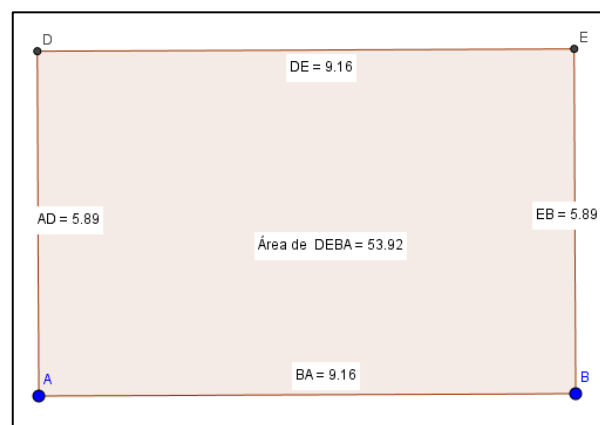 D
E
DE = 9.16
AD = 5.89
EB = 5.89
Área de DEBA = 53.92
A
BA = 9.16
B